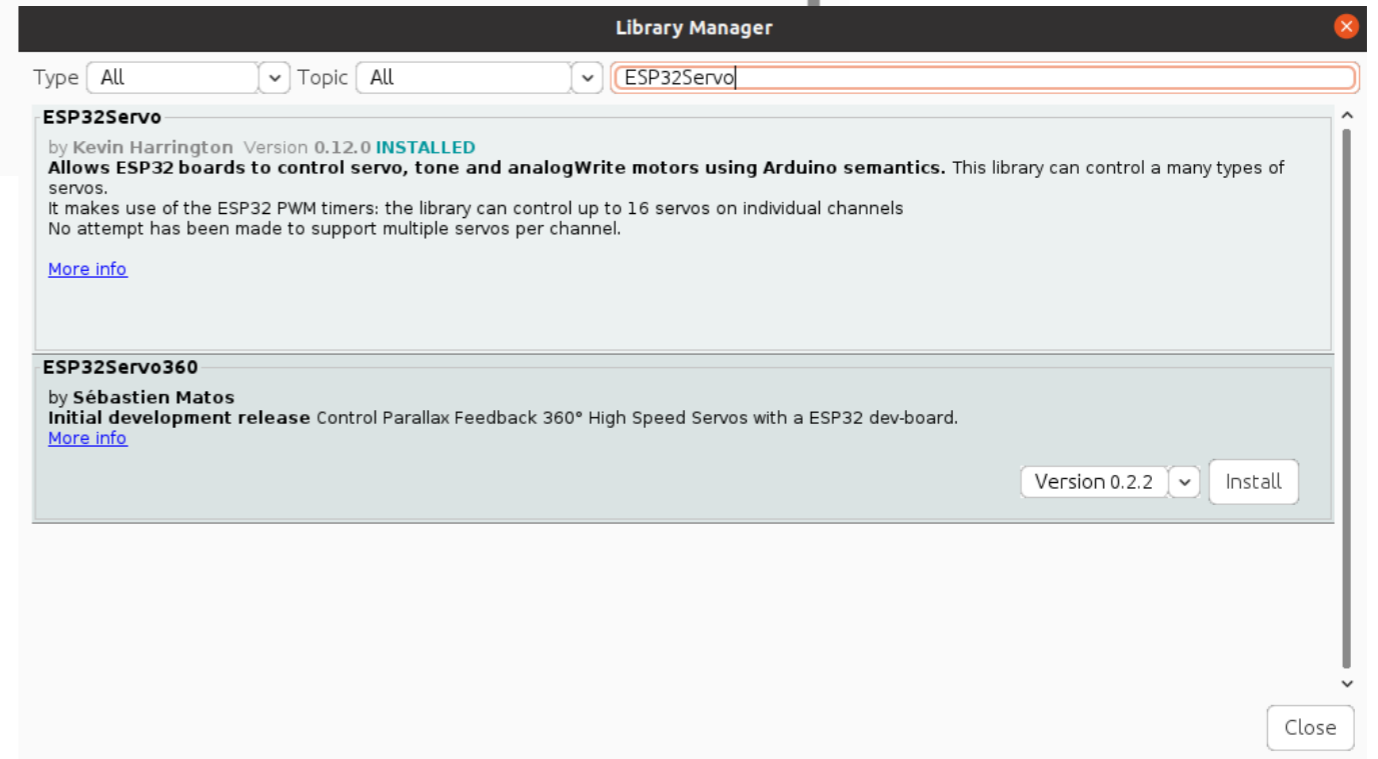 Library Manager
Type All Topic All ESP32Servo
ESP32Servo
by Kevin Harrington Version 0.12.0 INSTALLED
Allows ESP32 boards to control servo, tone and analogWrite motors using Arduino semantics. This library can control a many types of
servos.
It makes use of the ESP32 PWM timers: the library can control up to 16 servos on individual channels
No attempt has been made to support multiple servos per channel.
More info
ESP32Servo360
by Sébastien Matos
Initial development release Control Parallax Feedback 360° High Speed Servos with a ESP32 dev-board.
More info
Version 0.2.2 Install
Close